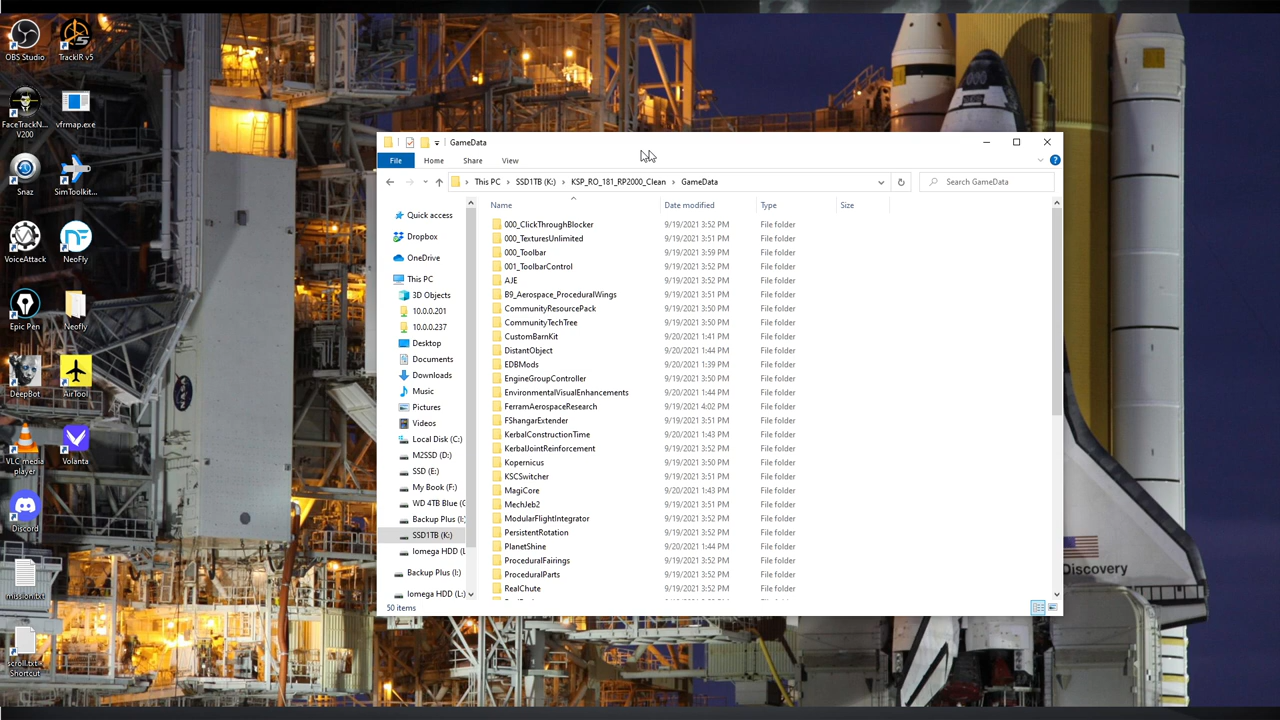 OBS Studio
TrackIR v5
FaceTrackN...
V200
vfrmap.exe
Snaz
SimToolkit...
VoiceAttack
NeoFly
Epic Pen
Neofly
DeepBot
AirTool
VLC media
player
Volanta
Discord
missionbt
scroll.txt -
Shortcut
GameData
File
Home
Share
View
This PC
SSD1TB (K:)
KSP_RO_181_RP2000_Clean
GameData
Search GameData
Quick access
Dropbox
OneDrive
This PC
3D Objects
10.0.0.201
10.0.0.237
Desktop
Documents
Downloads
Music
Pictures
Videos
Local Disk (C:)
M2SSD (D:)
SSD (E:)
My Book (F:)
WD 4TB Blue (
Backup Plus (I:
SSD1TB (K:)
Iomega HDD (L
Backup Plus (I:)
Iomega HDD (L:)
Name Date modified Type Size
000_ClickThroughBlocker 9/19/2021 3:52 PM File folder
000_TexturesUnlimited 9/19/2021 3:51 PM File folder
000_Toolbar 9/19/2021 3:59 PM File folder
001_ToolbarControl 9/19/2021 3:52 PM File folder
AJE 9/19/2021 3:52 PM File folder
B9_Aerospace_ProceduralWings 9/19/2021 3:51 PM File folder
CommunityResourcePack 9/19/2021 3:50 PM File folder
CommunityTechTree 9/19/2021 3:50 PM File folder
CustomBarnKit 9/20/2021 1:41 PM File folder
DistantObject 9/20/2021 1:44 PM File folder
EDBMods 9/20/2021 1:39 PM File folder
EngineGroupController 9/19/2021 3:50 PM File folder
EnvironmentalVisualEnhancements 9/20/2021 1:44 PM File folder
FerramAerospaceResearch 9/19/2021 4:02 PM File folder
FShangarExtender 9/19/2021 3:51 PM File folder
KerbalConstructionTime 9/20/2021 1:43 PM File folder
KerbalJointReinforcement 9/19/2021 3:52 PM File folder
Kopernicus 9/19/2021 3:50 PM File folder
KSCSwitcher 9/19/2021 3:51 PM File folder
MagiCore 9/20/2021 1:43 PM File folder
MechJeb2 9/19/2021 3:51 PM File folder
ModularFlightIntegrator 9/19/2021 3:52 PM File folder
PersistentRotation 9/19/2021 3:52 PM File folder
PlanetShine 9/20/2021 1:44 PM File folder
ProceduralFairings 9/19/2021 3:52 PM File folder
ProceduralParts 9/19/2021 3:52 PM File folder
RealChute 9/19/2021 3:52 PM File folder
50 items
Discovery